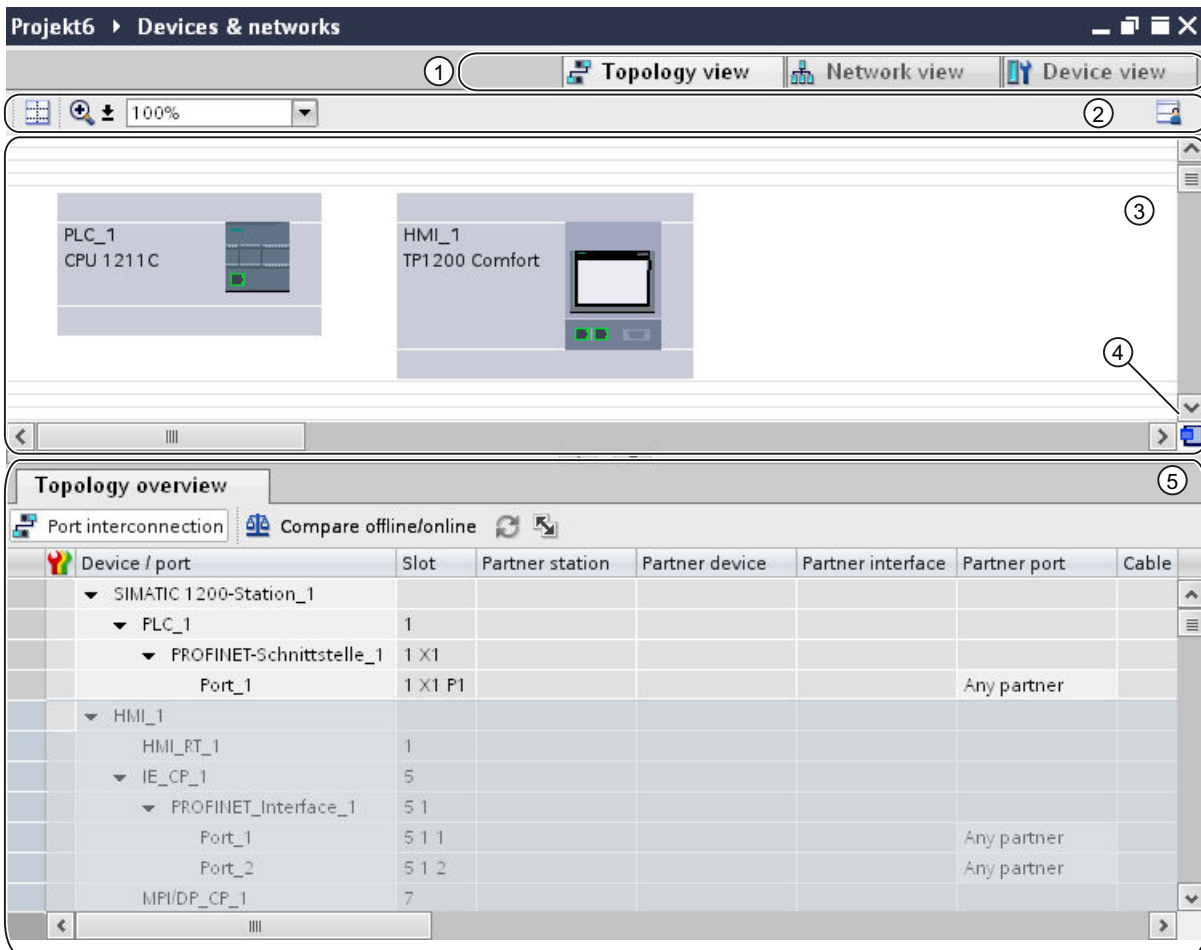 Projekt6 ▸ Devices & networks
① Topology view Network view Device view
100% ②
③
PLC_1
CPU 1211C
HMI_1
TP1200 Comfort
④
Topology overview ⑤
Port interconnection Compare offline/online
Device / port Slot Partner station Partner device Partner interface Partner port Cable
SIMATIC 1200-Station_1
PLC_1 1
PROFINET-Schnittstelle_1 1 X1
Port_1 1 X1 P1 Any partner
HMI_1
HMI_RT_1 1
IE_CP_1 5
PROFINET_Interface_1 5 1
Port_1 5 1 1 Any partner
Port_2 5 1 2 Any partner
MPI/DP_CP_1 7